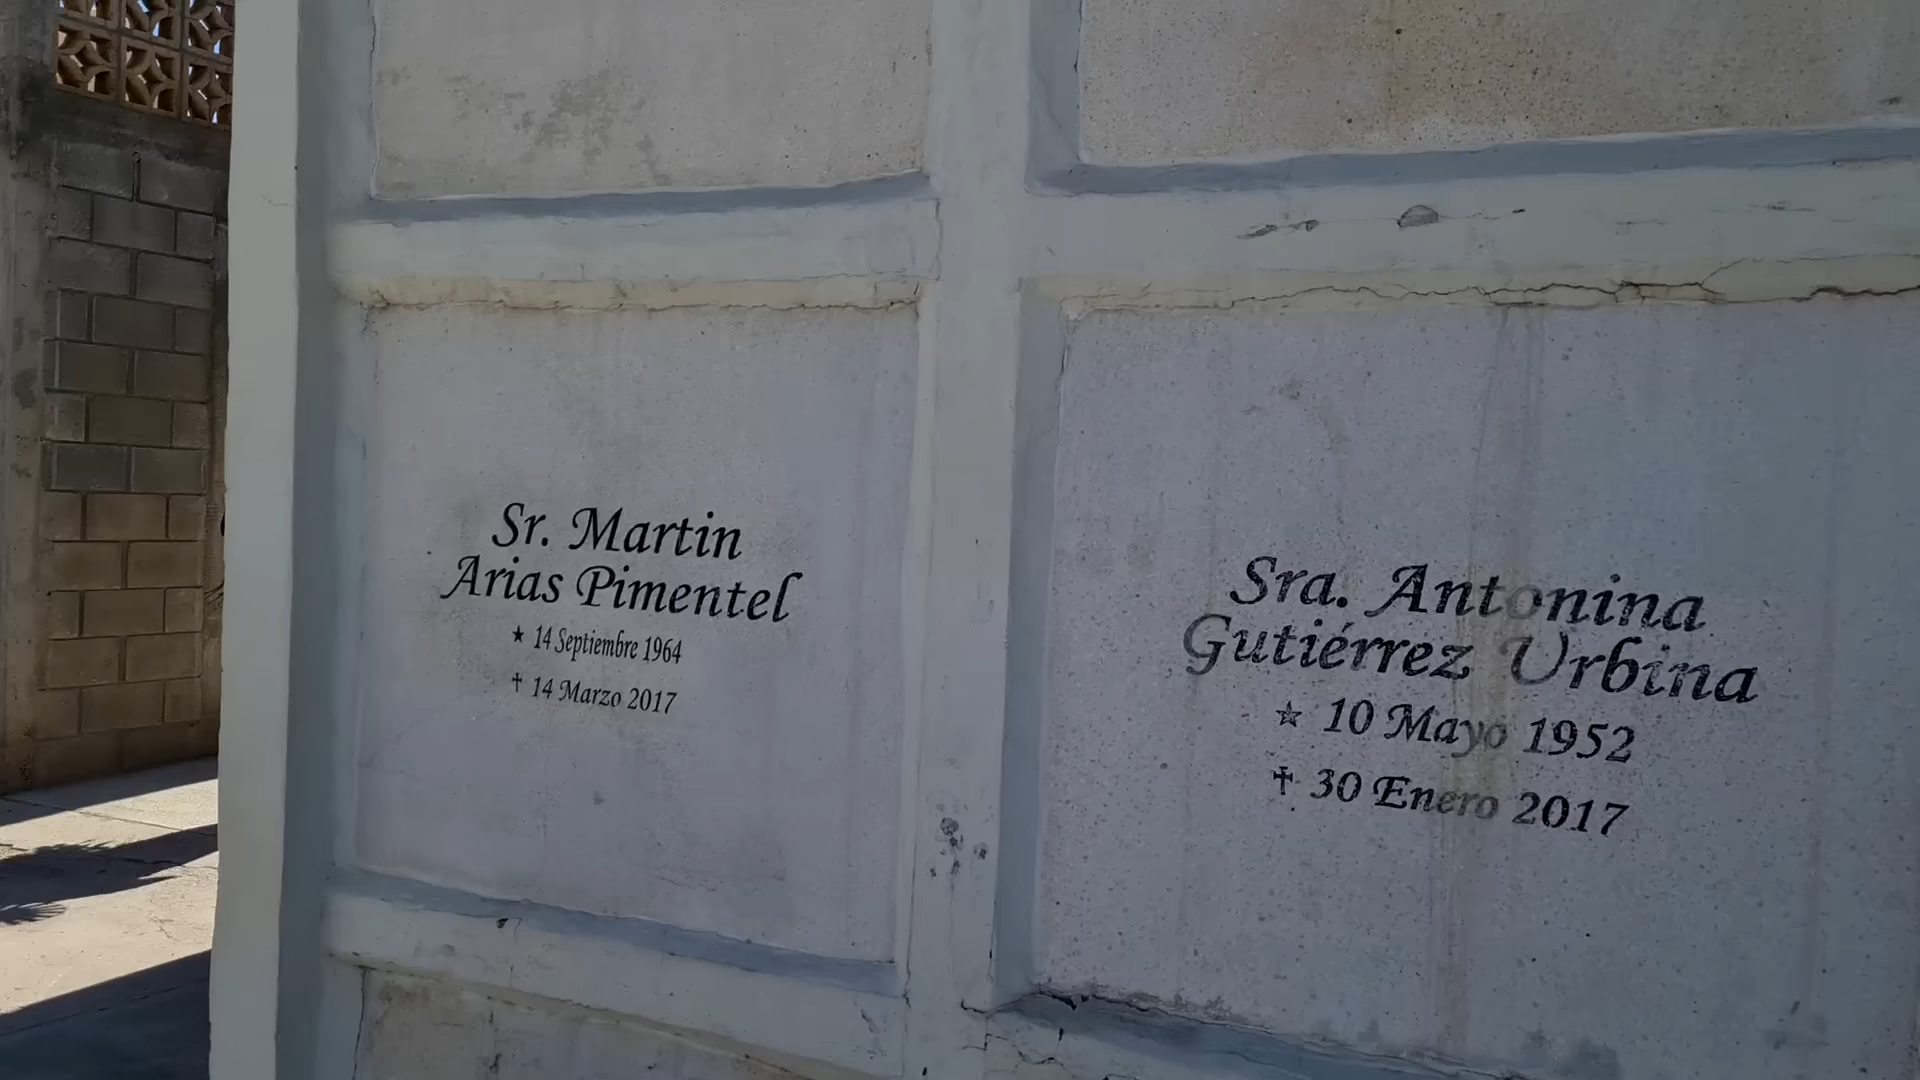 Sr. Martin
Arias Pimentel
★ 14 Septiembre 1964
✝ 14 Marzo 2017
Sra. Antonina
Gutiérrez Urbina
☆ 10 Mayo 1952
✝ 30 Enero 2017